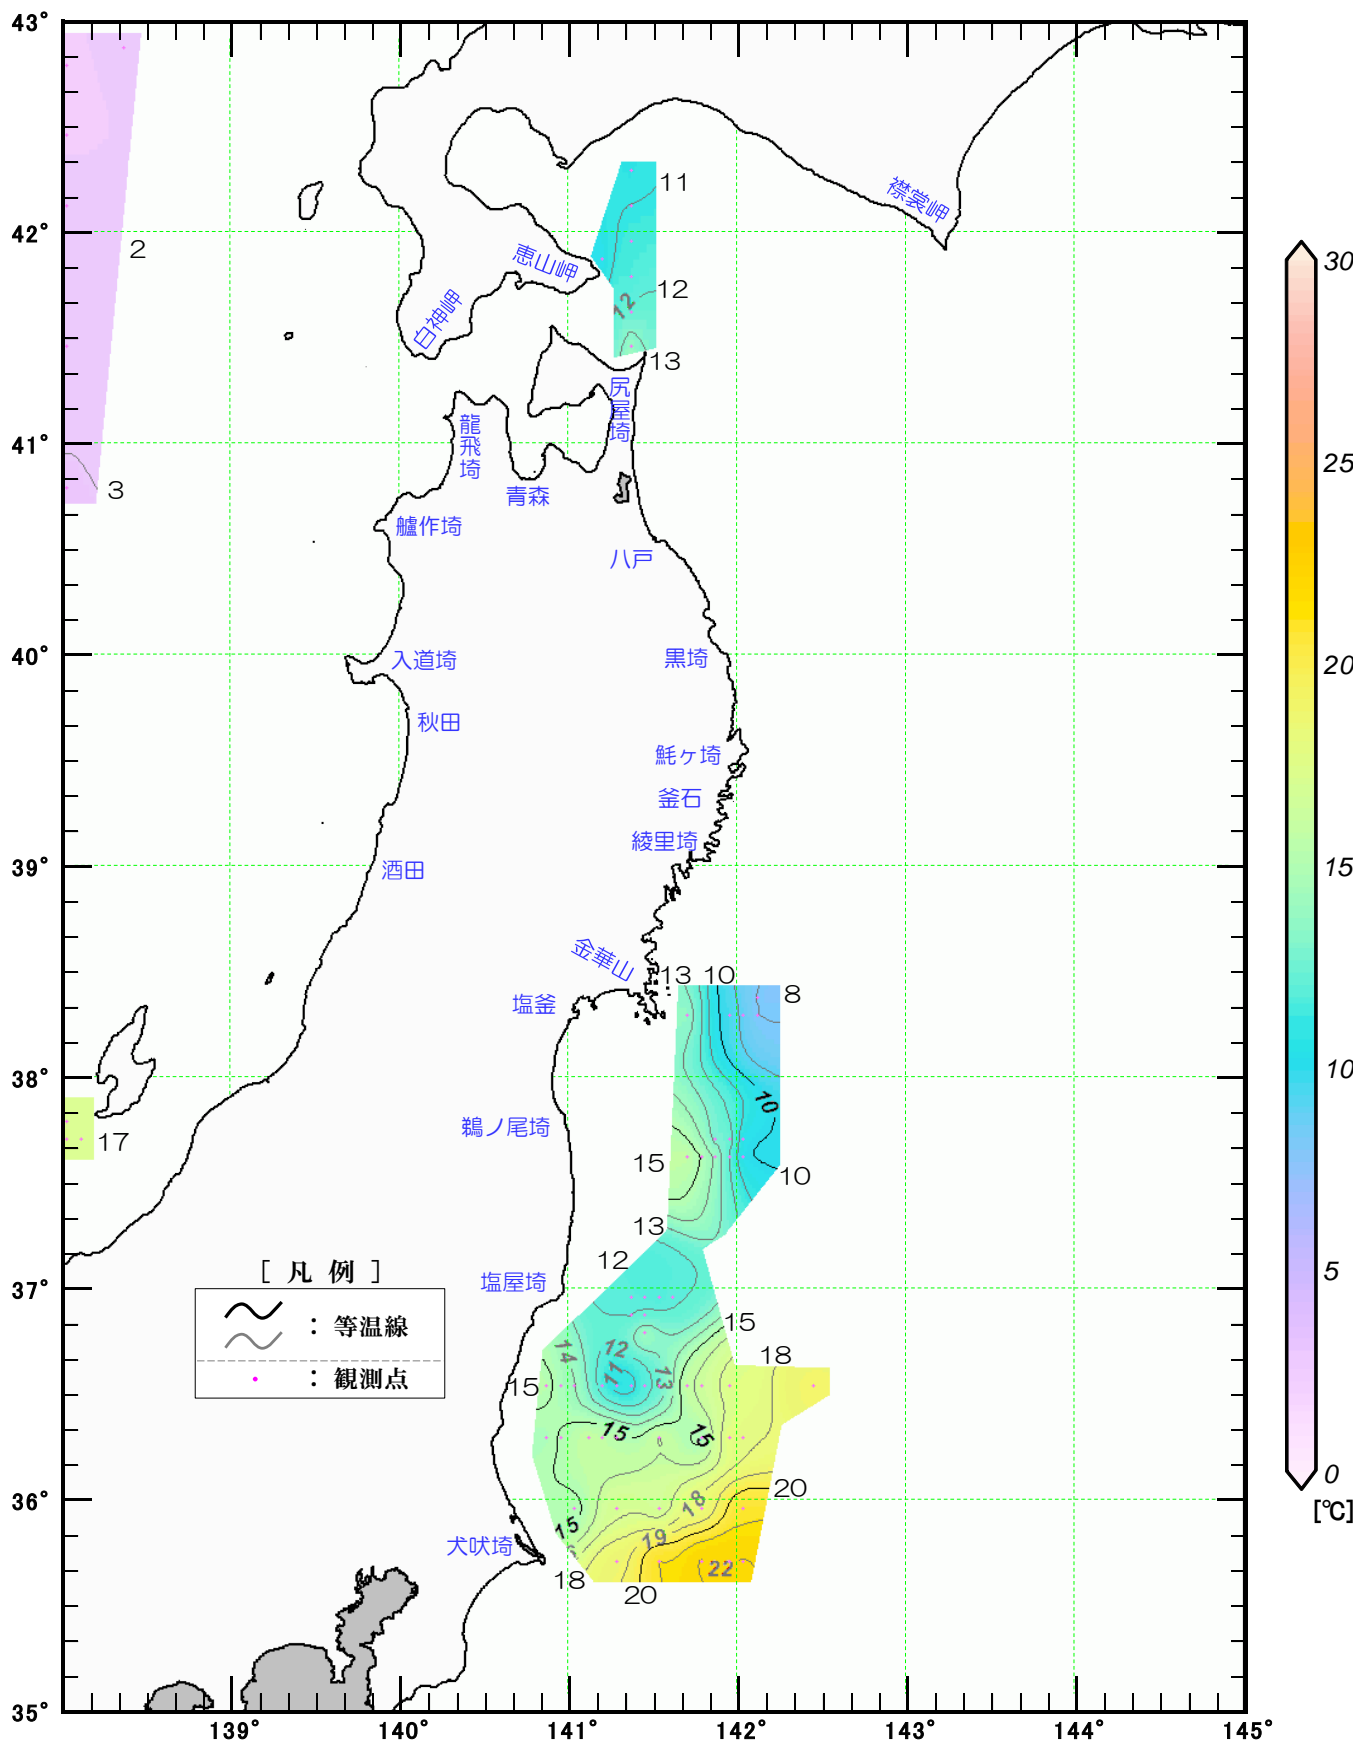 43°
42°
41°
40°
39°
38°
37°
36°
35°
139°
140°
141°
142°
143°
144°
145°
襟裳岬
恵山岬
白神岬
尻屋埼
龍飛埼
青森
艫作埼
八戸
入道埼
黒埼
秋田
魹ヶ埼
釜石
綾里埼
酒田
金華山
塩釜
鵜ノ尾埼
塩屋埼
犬吠埼
2
3
17
11
12
12
13
13
10
8
10
10
15
13
12
15
14
12
11
13
18
15
15
15
15
18
19
20
22
18
20
[ 凡 例 ]
： 等温線
： 観測点
30
25
20
15
10
5
0
[℃]